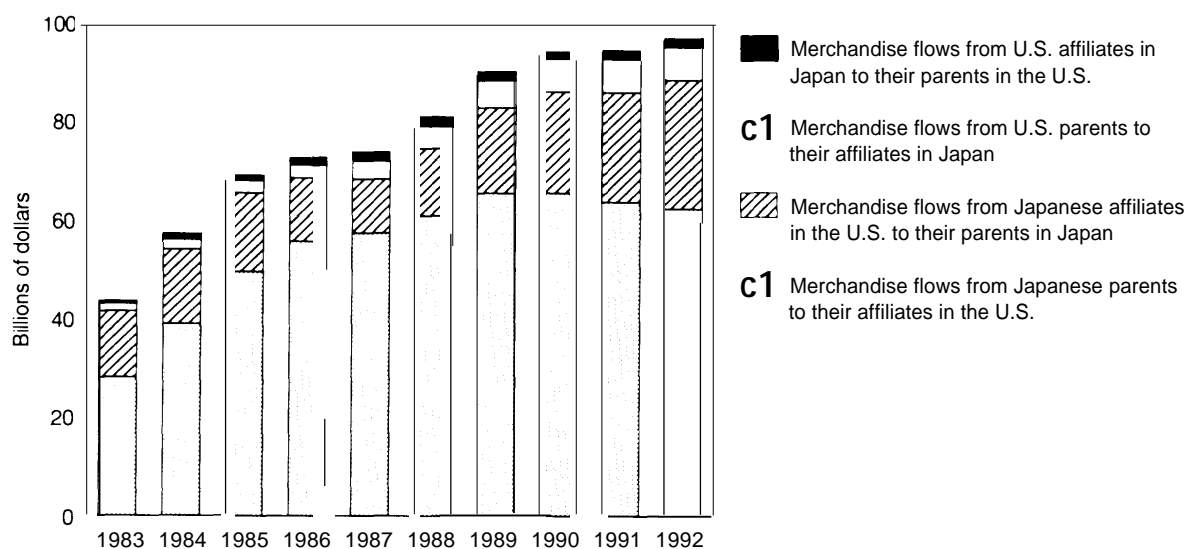 100
80
60
40
20
0
Billions of dollars
1983 1984 1985 1986 1987 1988 1989 1990 1991 1992
Merchandise flows from U.S. affiliates in
Japan to their parents in the U.S.
c1 Merchandise flows from U.S. parents to
their affiliates in Japan
Merchandise flows from Japanese affiliates
in the U.S. to their parents in Japan
c1 Merchandise flows from Japanese parents
to their affiliates in the U.S.